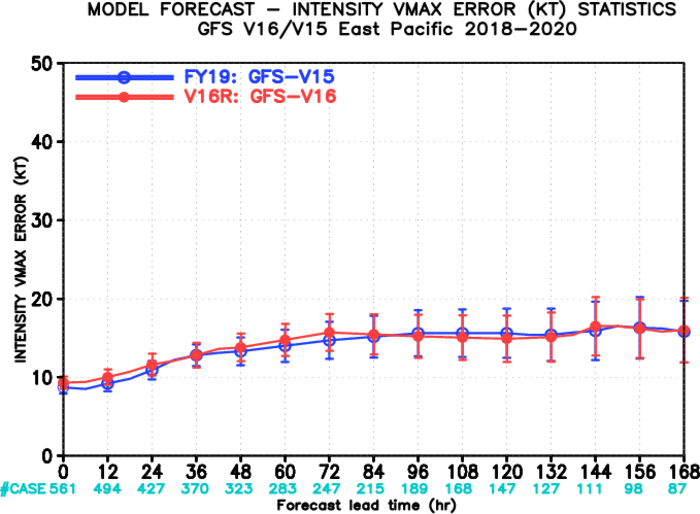 MODEL FORECAST – INTENSITY VMAX ERROR (KT) STATISTICS
GFS V16/V15 East Pacific 2018–2020
FY19: GFS–V15
V16R: GFS–V16
INTENSITY VMAX ERROR (KT)
50
40
30
20
10
0
0 12 24 36 48 60 72 84 96 108 120 132 144 156 168
#CASE 561 494 427 370 323 283 247 215 189 168 147 127 111 98 87
Forecast lead time (hr)